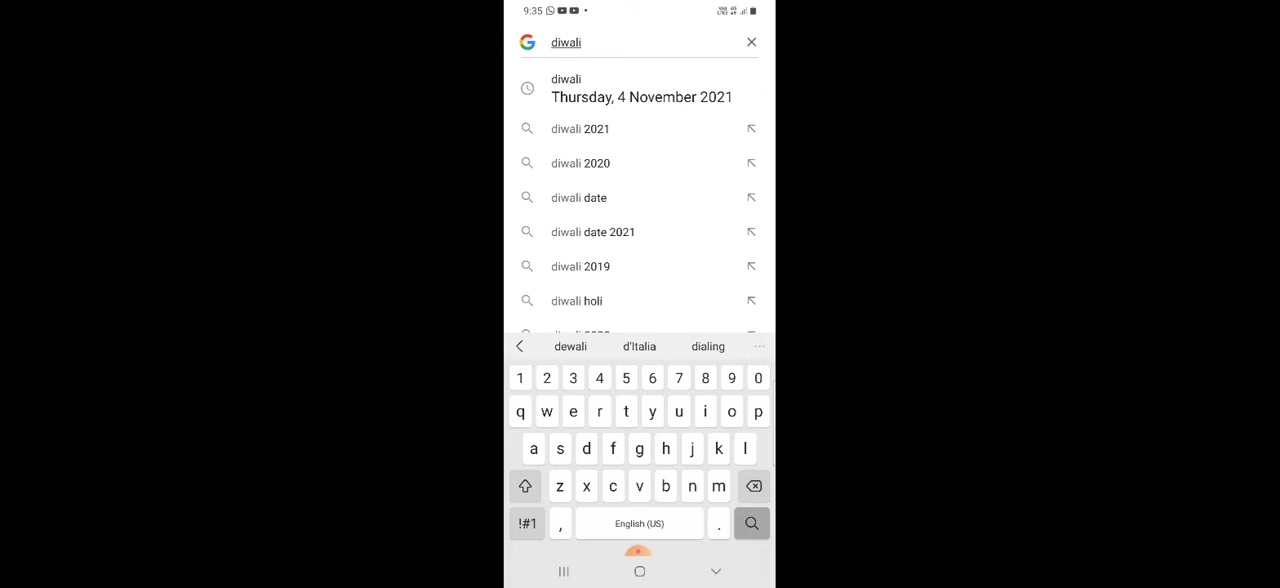 9:35
diwali
diwali
Thursday, 4 November 2021
diwali 2021
diwali 2020
diwali date
diwali date 2021
diwali 2019
diwali holi
dewali d'Italia dialing
1 2 3 4 5 6 7 8 9 0
q w e r t y u i o p
a s d f g h j k l
z x c v b n m
!#1 , English (US) .